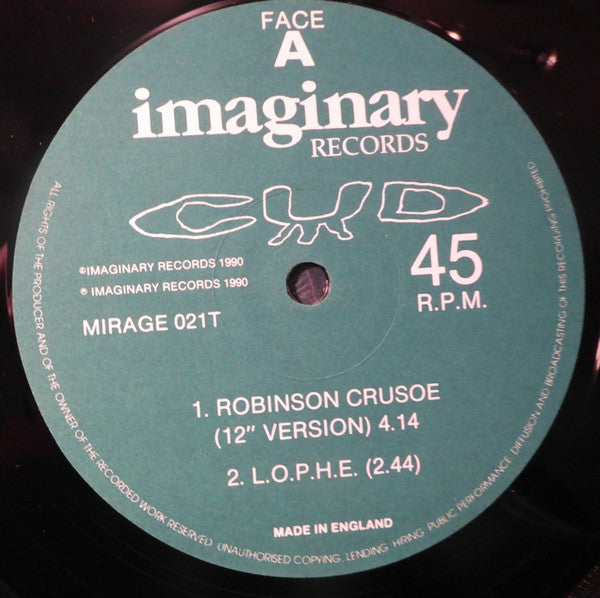 FACE
A
imaginary
RECORDS
CUD
©IMAGINARY RECORDS 1990
℗ IMAGINARY RECORDS 1990
45
R.P.M.
MIRAGE 021T
1. ROBINSON CRUSOE
(12" VERSION) 4.14
2. L.O.P.H.E. (2.44)
MADE IN ENGLAND
ALL RIGHTS OF THE PRODUCER AND OF THE OWNER OF THE RECORDED WORK RESERVED. UNAUTHORISED COPYING, LENDING, HIRING, PUBLIC PERFORMANCE, DIFFUSION AND BROADCASTING OF THIS RECORDING PROHIBITED